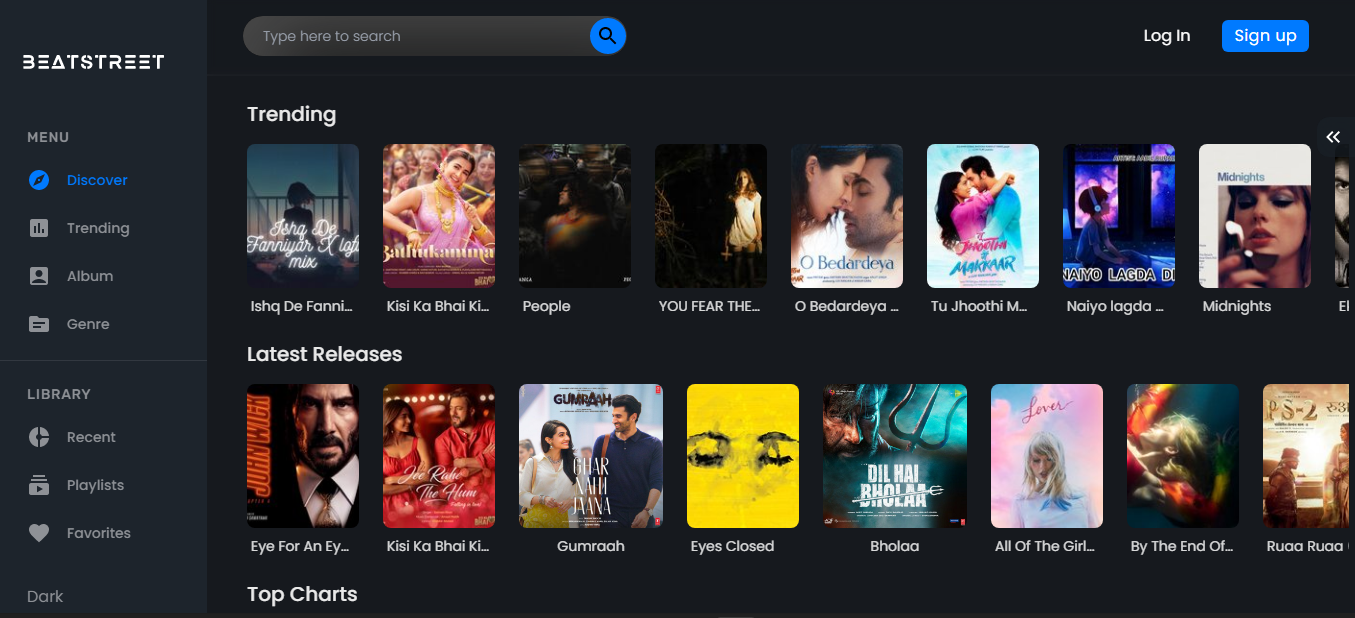 BEATSTREET
Type here to search
Log In
Sign up
MENU
Discover
Trending
Album
Genre
LIBRARY
Recent
Playlists
Favorites
Dark
Trending
Ishq De
Fanniyar X lofi
mix
Bathukamma
O Bedardeya
Tu
JHOOTHI
MAKKAAR
NAIYO LAGDA DI
Midnights
Ishq De Fanni...
Kisi Ka Bhai Ki...
People
YOU FEAR THE...
O Bedardeya ...
Tu Jhoothi M...
Naiyo lagda ...
Midnights
El
Latest Releases
JOHN WICK
Jee Rahe
The Hum
GUMRAAH
GHAR
NAHI
JAANA
DIL HAI
BHOLAA
Lover
PS-2
Eye For An Ey...
Kisi Ka Bhai Ki...
Gumraah
Eyes Closed
Bholaa
All Of The Girl...
By The End Of...
Ruaa Ruaa
Top Charts